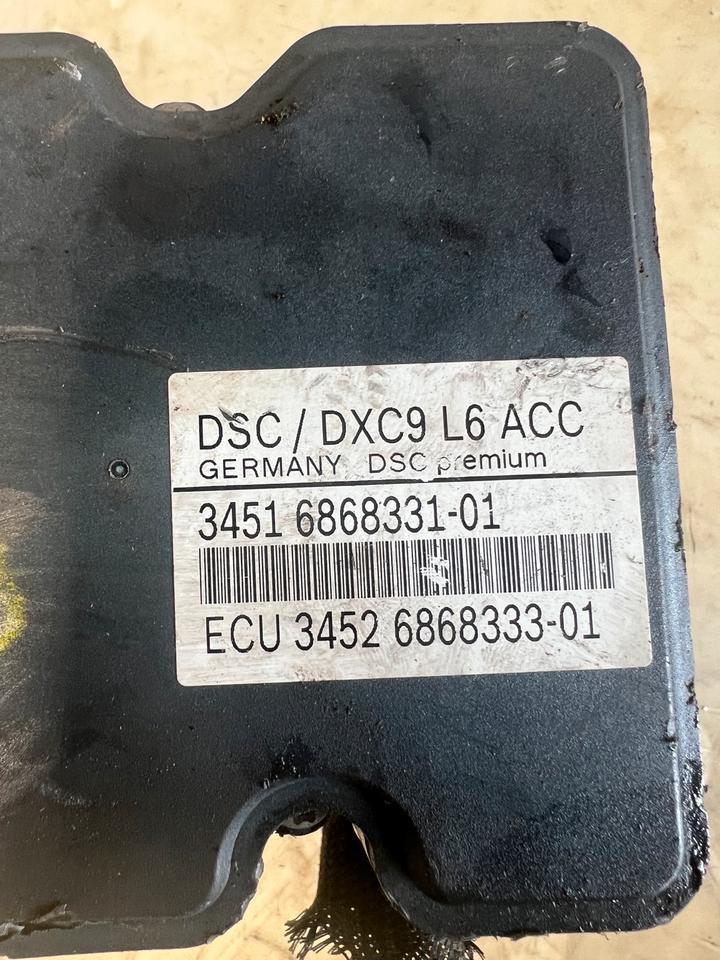 DSC / DXC9 L6 ACC
GERMANY DSC premium
3451 6868331-01
ECU 3452 6868333-01